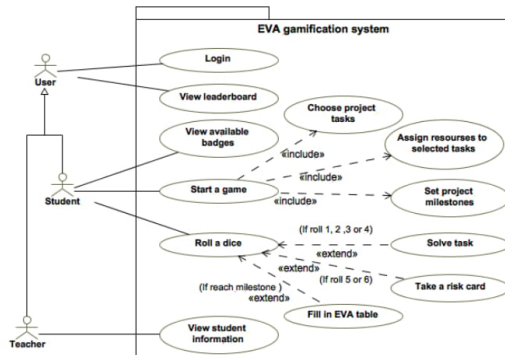 EVA gamification system
User
Login
View leaderboard
Choose project
tasks
View available
badges
Assign resourses to
selected tasks
«include»
«include»
Student
Start a game
«include»
Set project
milestones
Roll a dice
(If roll 1, 2 ,3 or 4)
«extend»
Solve task
«extend»
(If roll 5 or 6)
Take a risk card
(If reach milestone )
«extend»
Fill in EVA table
Teacher
View student
information